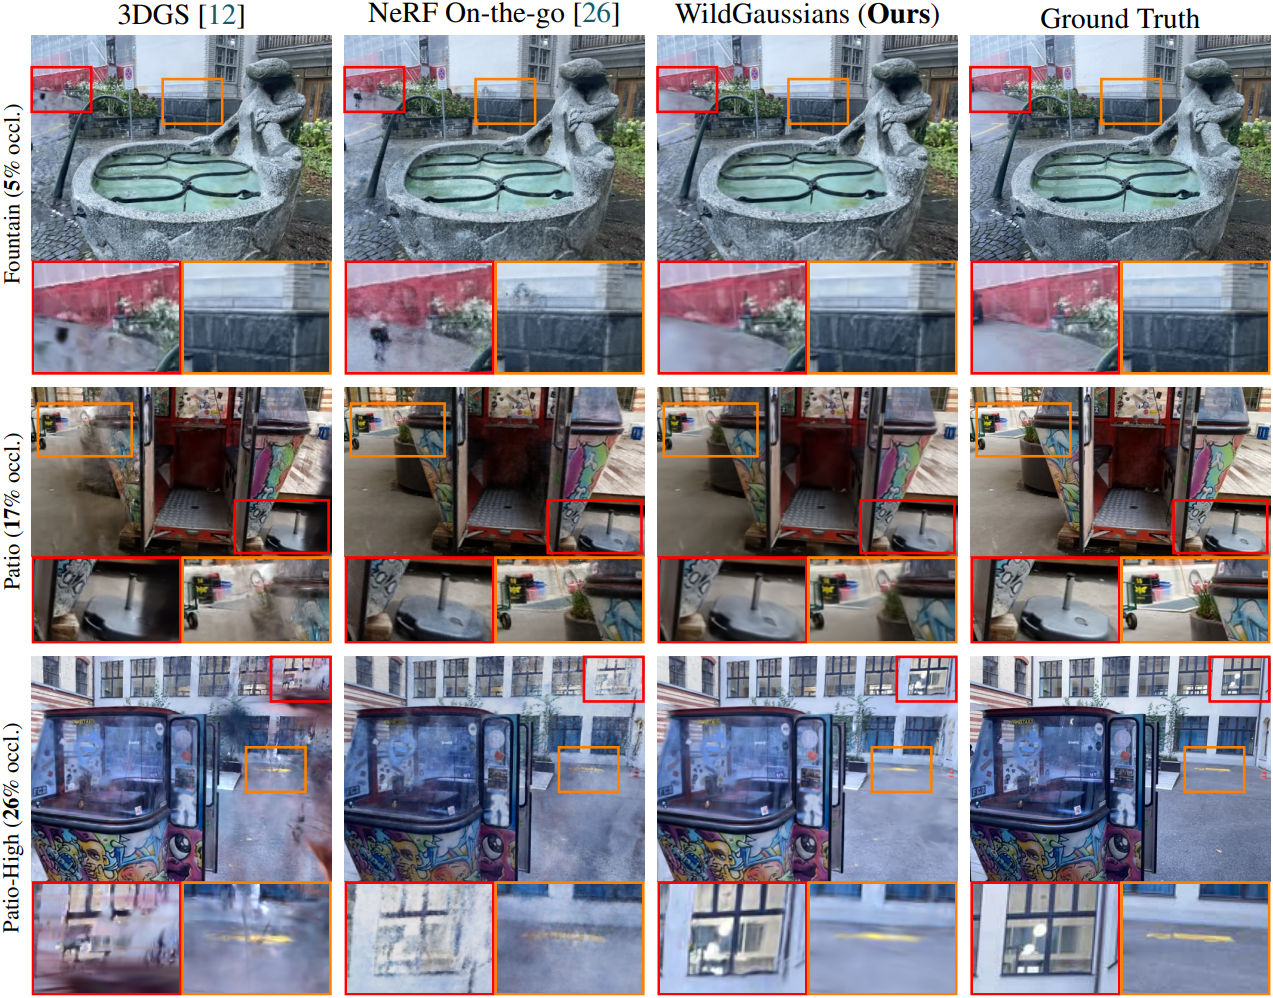 3DGS [12]
NeRF On-the-go [26]
WildGaussians (Ours)
Ground Truth
Fountain (5% occl.)
Patio (17% occl.)
Patio-High (26% occl.)